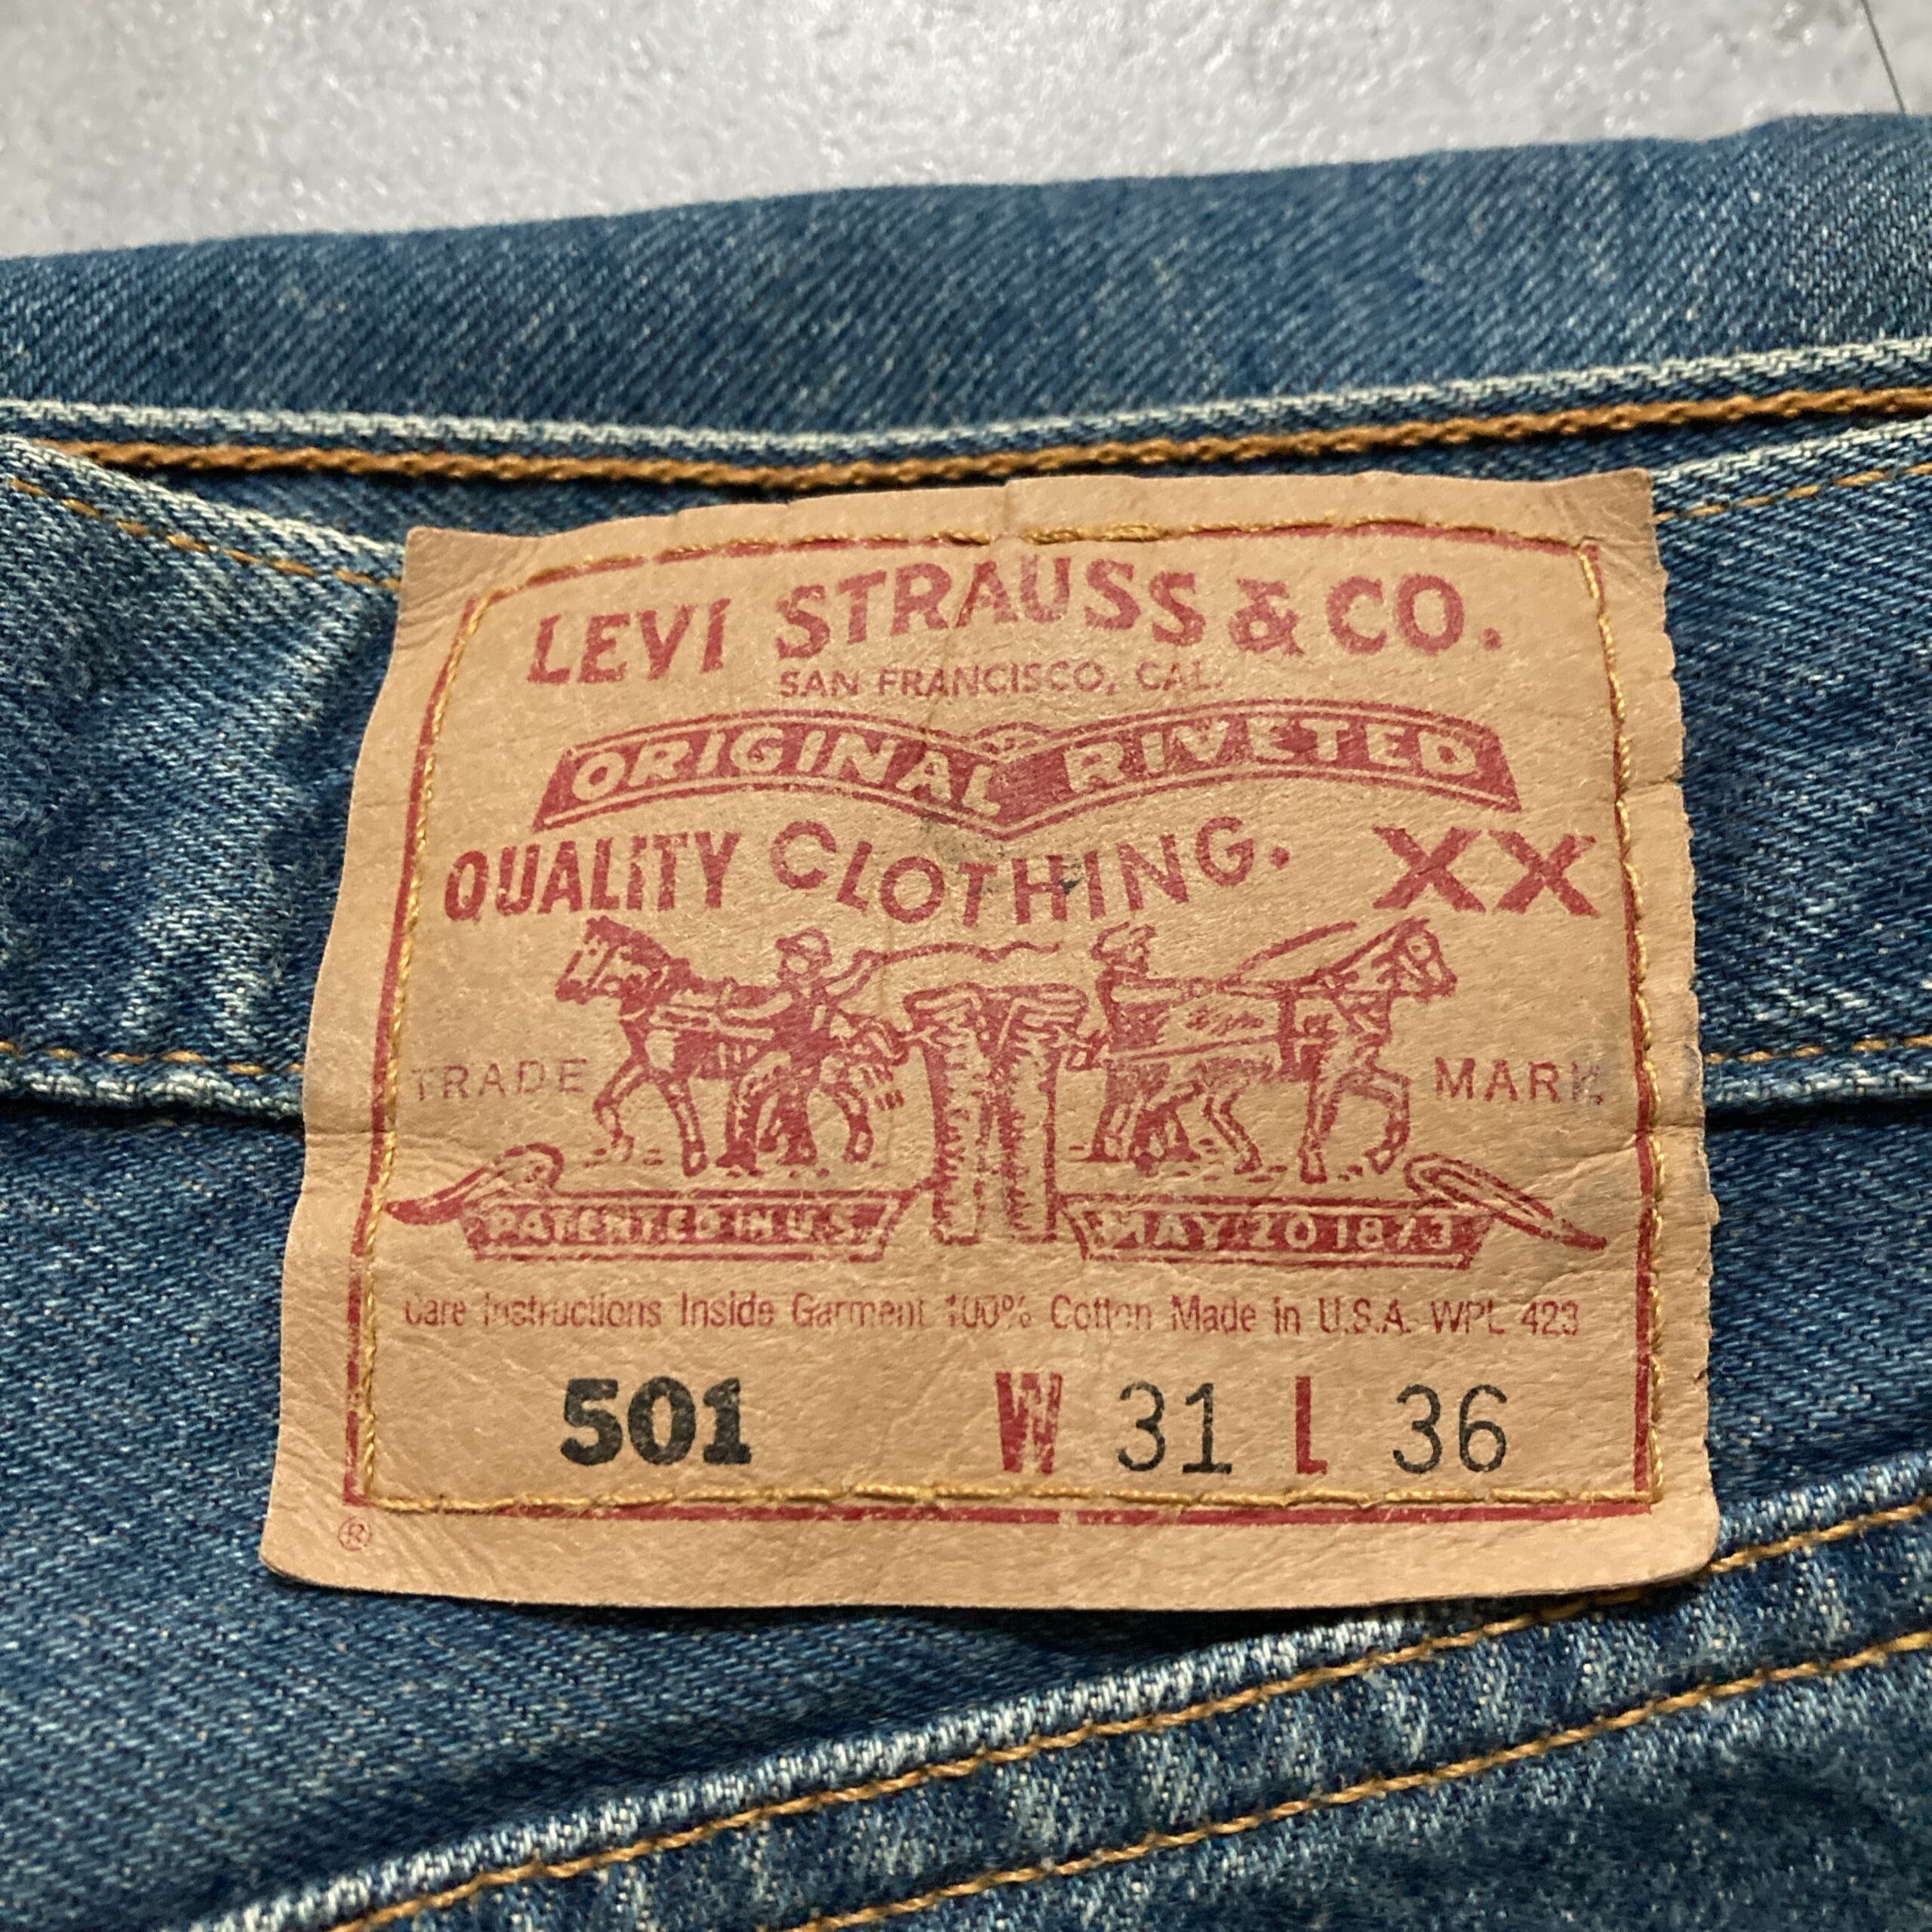 LEVI STRAUSS & CO.
SAN FRANCISCO, CAL.
ORIGINAL RIVETED
QUALITY CLOTHING. XX
TRADE MARK.
PATENTED IN U.S. MAY 20 1873
Care Instructions Inside Garment 100% Cotton Made in U.S.A. WPL 423
501 W 31 L 36
®